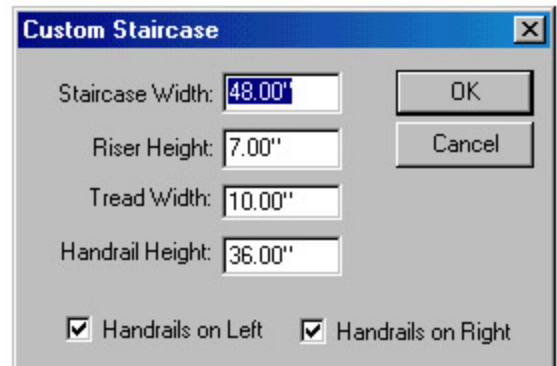 Custom Staircase
Staircase Width: 48.00"
OK
Riser Height: 7.00"
Cancel
Tread Width: 10.00"
Handrail Height: 36.00"
Handrails on Left
Handrails on Right